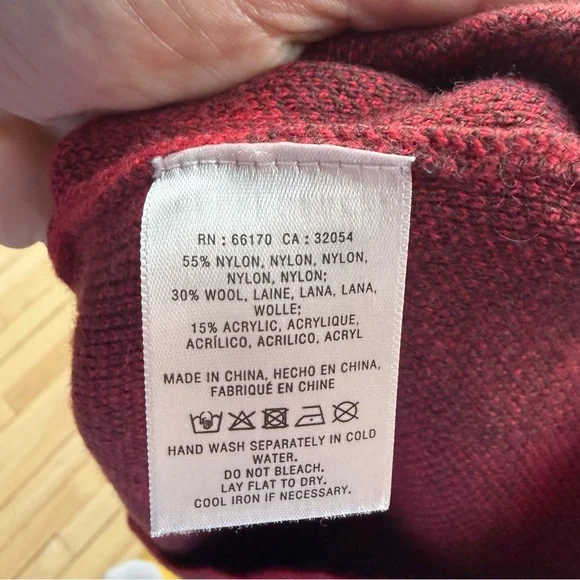 RN : 66170 CA : 32054
55% NYLON, NYLON, NYLON,
NYLON, NYLON;
30% WOOL, LAINE, LANA, LANA,
WOLLE;
15% ACRYLIC, ACRYLIQUE,
ACRÍLICO, ACRILICO, ACRYL
MADE IN CHINA, HECHO EN CHINA,
FABRIQUÉ EN CHINE
HAND WASH SEPARATELY IN COLD
WATER.
DO NOT BLEACH.
LAY FLAT TO DRY.
COOL IRON IF NECESSARY.